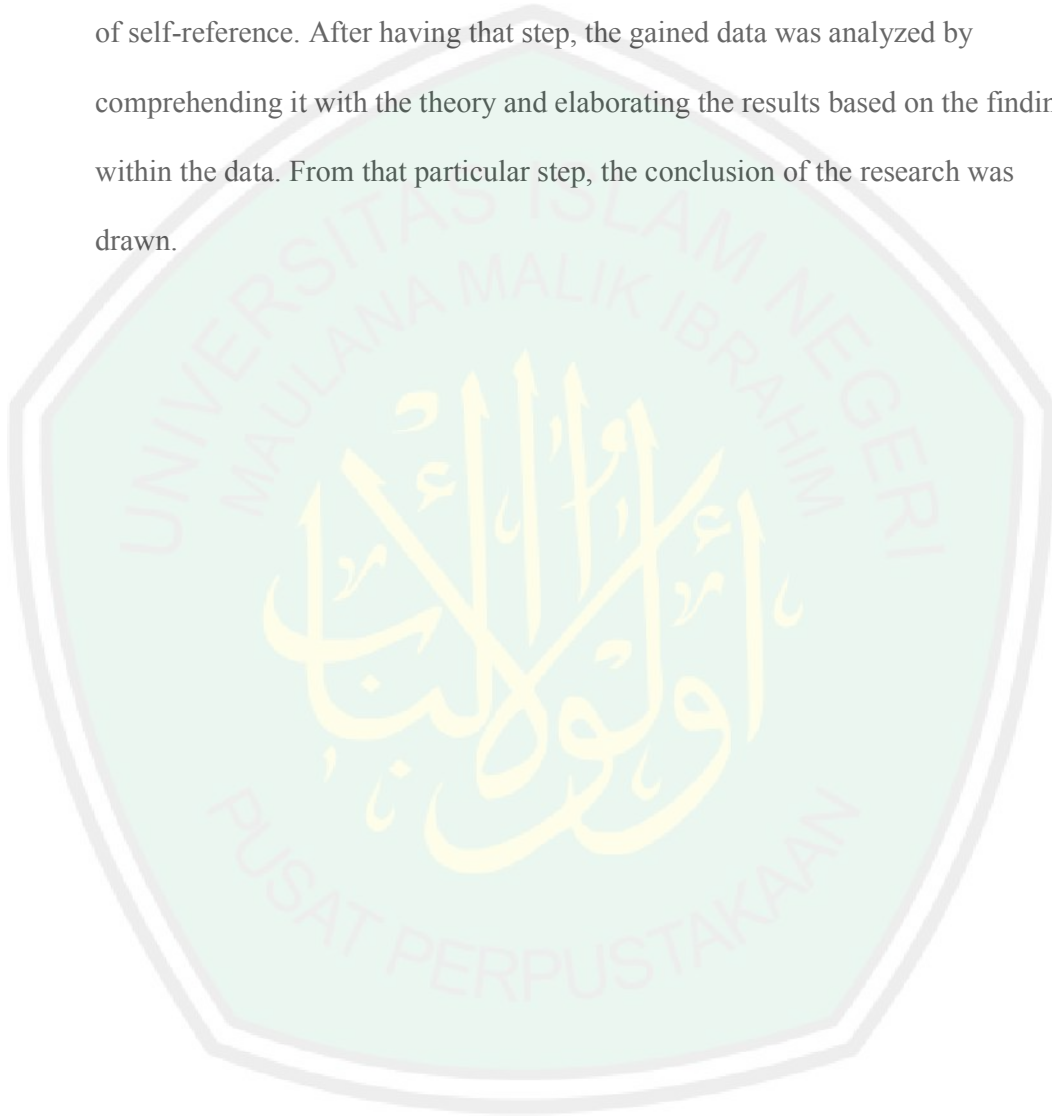 of self-reference. After having that step, the gained data was analyzed by
comprehending it with the theory and elaborating the results based on the findin
within the data. From that particular step, the conclusion of the research was
drawn.
UNIVERSITAS ISLAM NEGERI
MAULANA MALIK IBRAHIM
أولو الألباب
PUSAT PERPUSTAKAAN